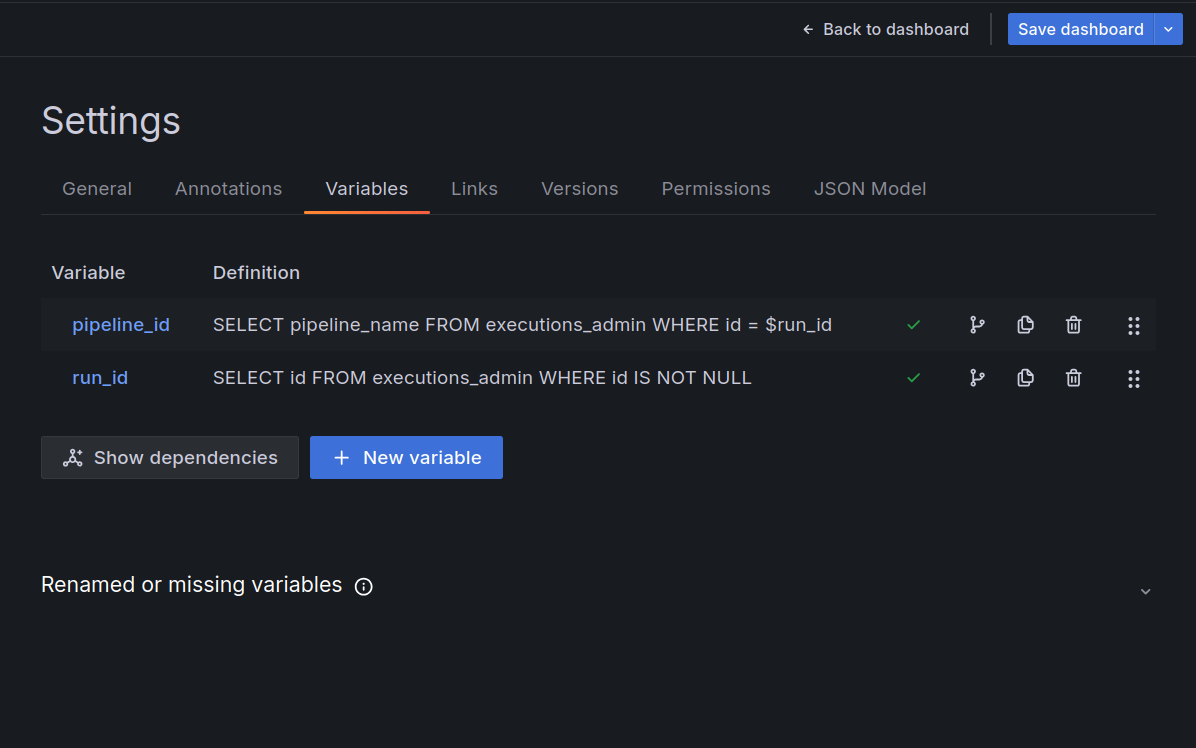 Back to dashboard
Save dashboard
Settings
General Annotations Variables Links Versions Permissions JSON Model
Variable Definition
pipeline_id SELECT pipeline_name FROM executions_admin WHERE id = $run_id
run_id SELECT id FROM executions_admin WHERE id IS NOT NULL
Show dependencies New variable
Renamed or missing variables